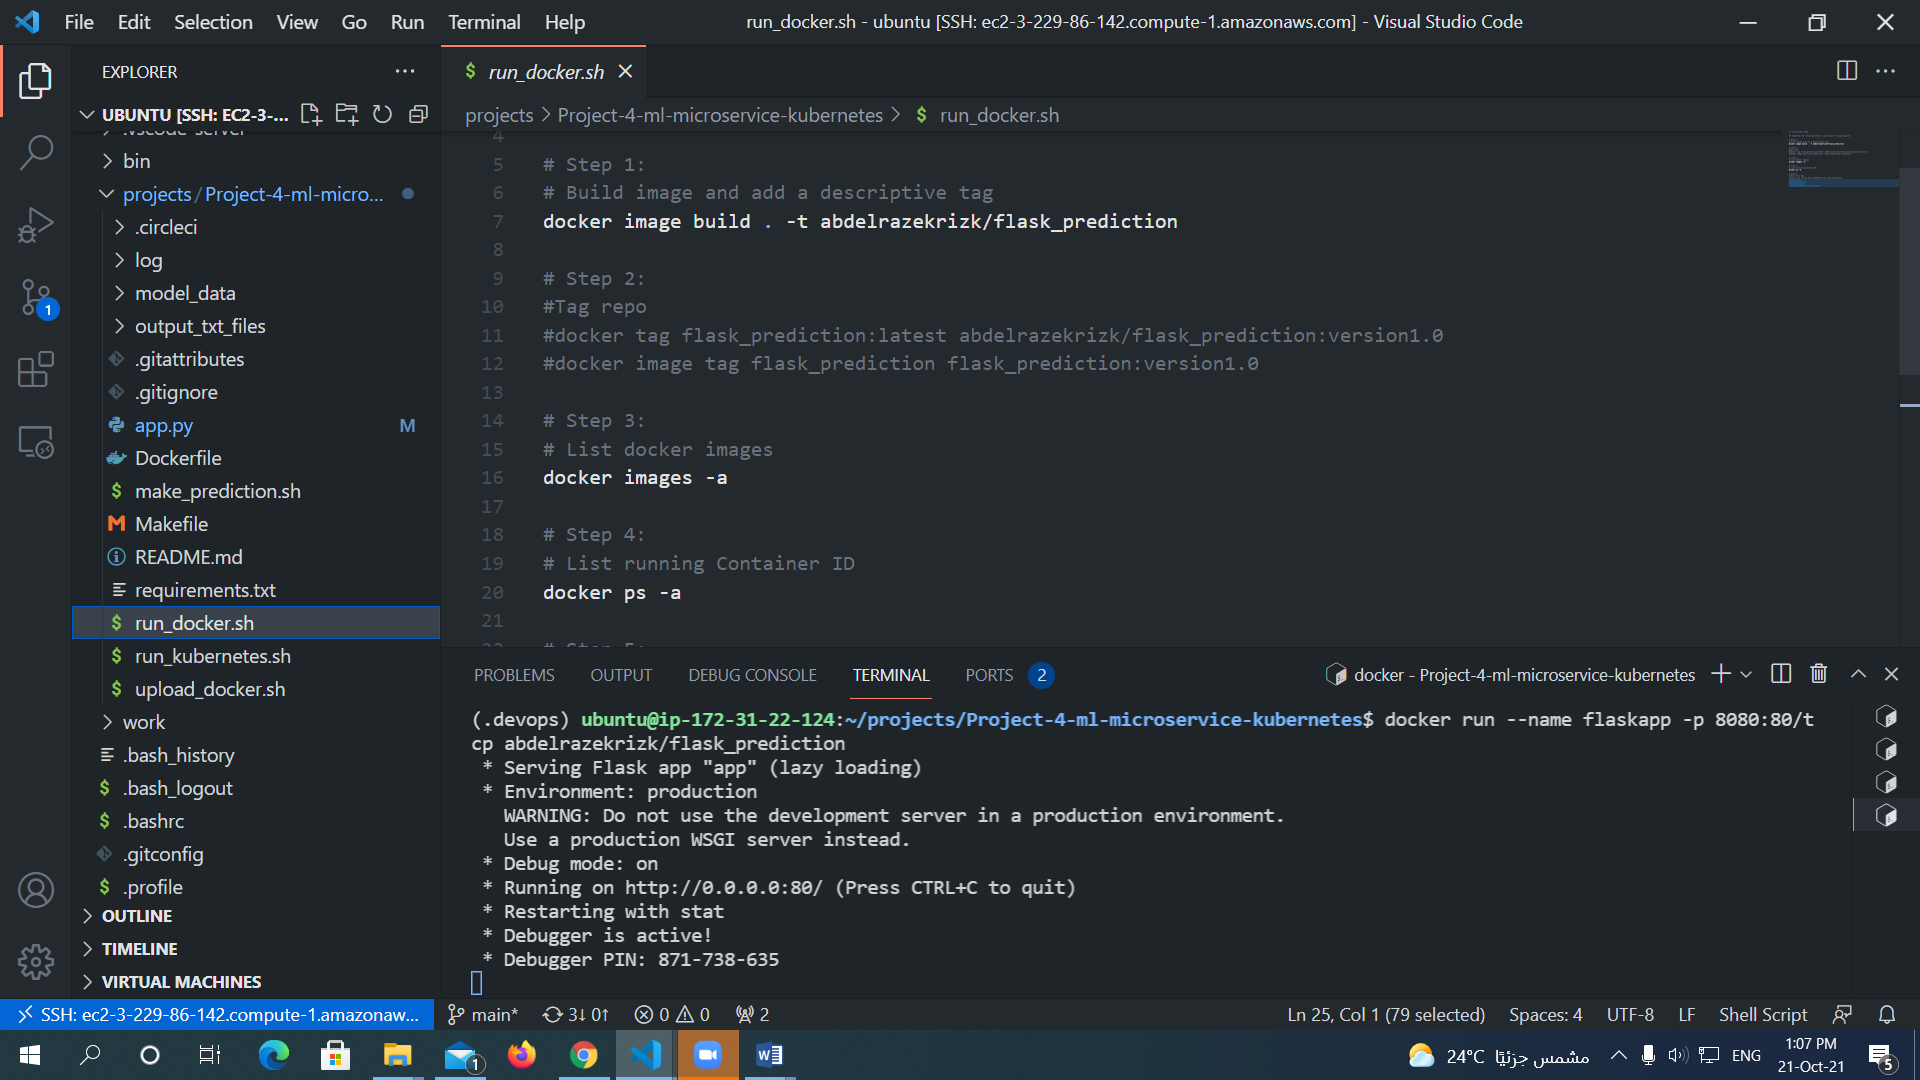 File Edit Selection View Go Run Terminal Help
run_docker.sh - ubuntu [SSH: ec2-3-229-86-142.compute-1.amazonaws.com] - Visual Studio Code
EXPLORER
UBUNTU [SSH: EC2-3-...
.vscode-server
bin
projects/Project-4-ml-micro...
.circleci
log
model_data
output_txt_files
.gitattributes
.gitignore
app.py M
Dockerfile
make_prediction.sh
Makefile
README.md
requirements.txt
run_docker.sh
run_kubernetes.sh
upload_docker.sh
work
.bash_history
.bash_logout
.bashrc
.gitconfig
.profile
OUTLINE
TIMELINE
VIRTUAL MACHINES
1
$ run_docker.sh
projects > Project-4-ml-microservice-kubernetes > $ run_docker.sh
4
5 # Step 1:
6 # Build image and add a descriptive tag
7 docker image build . -t abdelrazekrizk/flask_prediction
8
9 # Step 2:
10 #Tag repo
11 #docker tag flask_prediction:latest abdelrazekrizk/flask_prediction:version1.0
12 #docker image tag flask_prediction flask_prediction:version1.0
13
14 # Step 3:
15 # List docker images
16 docker images -a
17
18 # Step 4:
19 # List running Container ID
20 docker ps -a
21
22 # Step 5:
PROBLEMS OUTPUT DEBUG CONSOLE TERMINAL PORTS 2
docker - Project-4-ml-microservice-kubernetes
(.devops) ubuntu@ip-172-31-22-124:~/projects/Project-4-ml-microservice-kubernetes$ docker run --name flaskapp -p 8080:80/t
cp abdelrazekrizk/flask_prediction
* Serving Flask app "app" (lazy loading)
* Environment: production
WARNING: Do not use the development server in a production environment.
Use a production WSGI server instead.
* Debug mode: on
* Running on http://0.0.0.0:80/ (Press CTRL+C to quit)
* Restarting with stat
* Debugger is active!
* Debugger PIN: 871-738-635
SSH: ec2-3-229-86-142.compute-1.amazonaw... main* 3↓ 0↑ 0 0 2
Ln 25, Col 1 (79 selected) Spaces: 4 UTF-8 LF Shell Script
1
24°C مشمس جزئيًا
ENG
1:07 PM
21-Oct-21
5